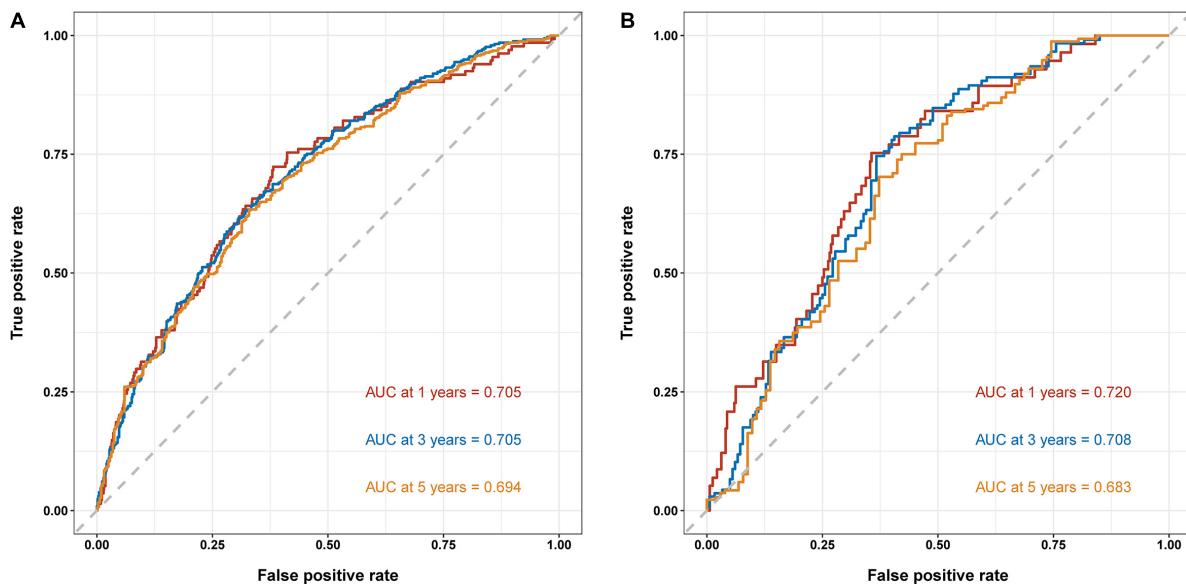 A
True positive rate
1.00
0.75
0.50
0.25
0.00
AUC at 1 years = 0.705
AUC at 3 years = 0.705
AUC at 5 years = 0.694
0.00 0.25 0.50 0.75 1.00
False positive rate
B
True positive rate
1.00
0.75
0.50
0.25
0.00
AUC at 1 years = 0.720
AUC at 3 years = 0.708
AUC at 5 years = 0.683
0.00 0.25 0.50 0.75 1.00
False positive rate